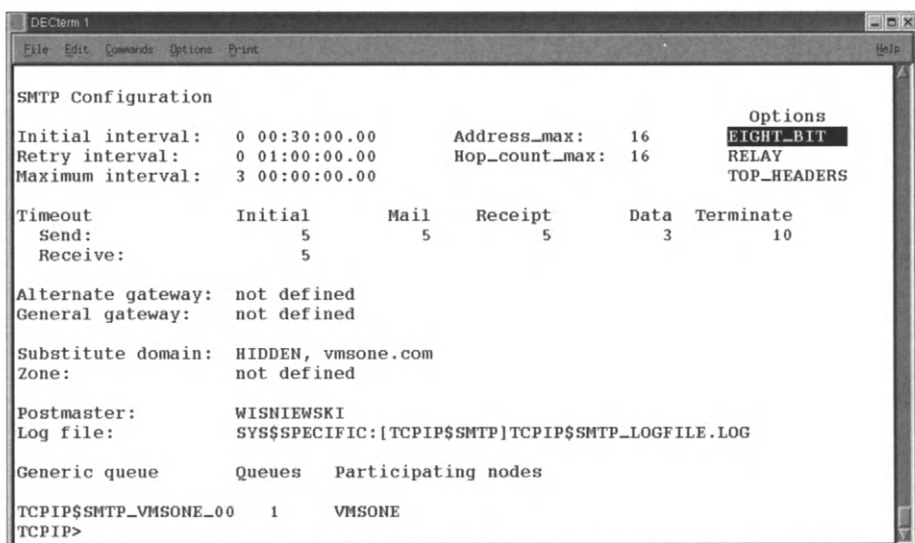 DECterm 1
File Edit Commands Options Print Help
SMTP Configuration
Options
Initial interval: 0 00:30:00.00 Address_max: 16 EIGHT_BIT
Retry interval: 0 01:00:00.00 Hop_count_max: 16 RELAY
Maximum interval: 3 00:00:00.00 TOP_HEADERS
Timeout Initial Mail Receipt Data Terminate
Send: 5 5 5 3 10
Receive: 5
Alternate gateway: not defined
General gateway: not defined
Substitute domain: HIDDEN, vmsone.com
Zone: not defined
Postmaster: WISNIEWSKI
Log file: SYS$SPECIFIC:[TCPIP$SMTP]TCPIP$SMTP_LOGFILE.LOG
Generic queue Queues Participating nodes
TCPIP$SMTP_VMSONE_00 1 VMSONE
TCPIP>